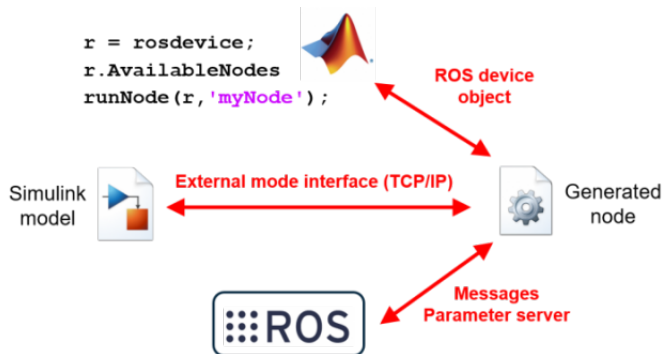 r = rosdevice;
r.AvailableNodes
runNode(r,'myNode');
ROS device
object
External mode interface (TCP/IP)
Simulink
model
Generated
node
Messages
Parameter server
ROS